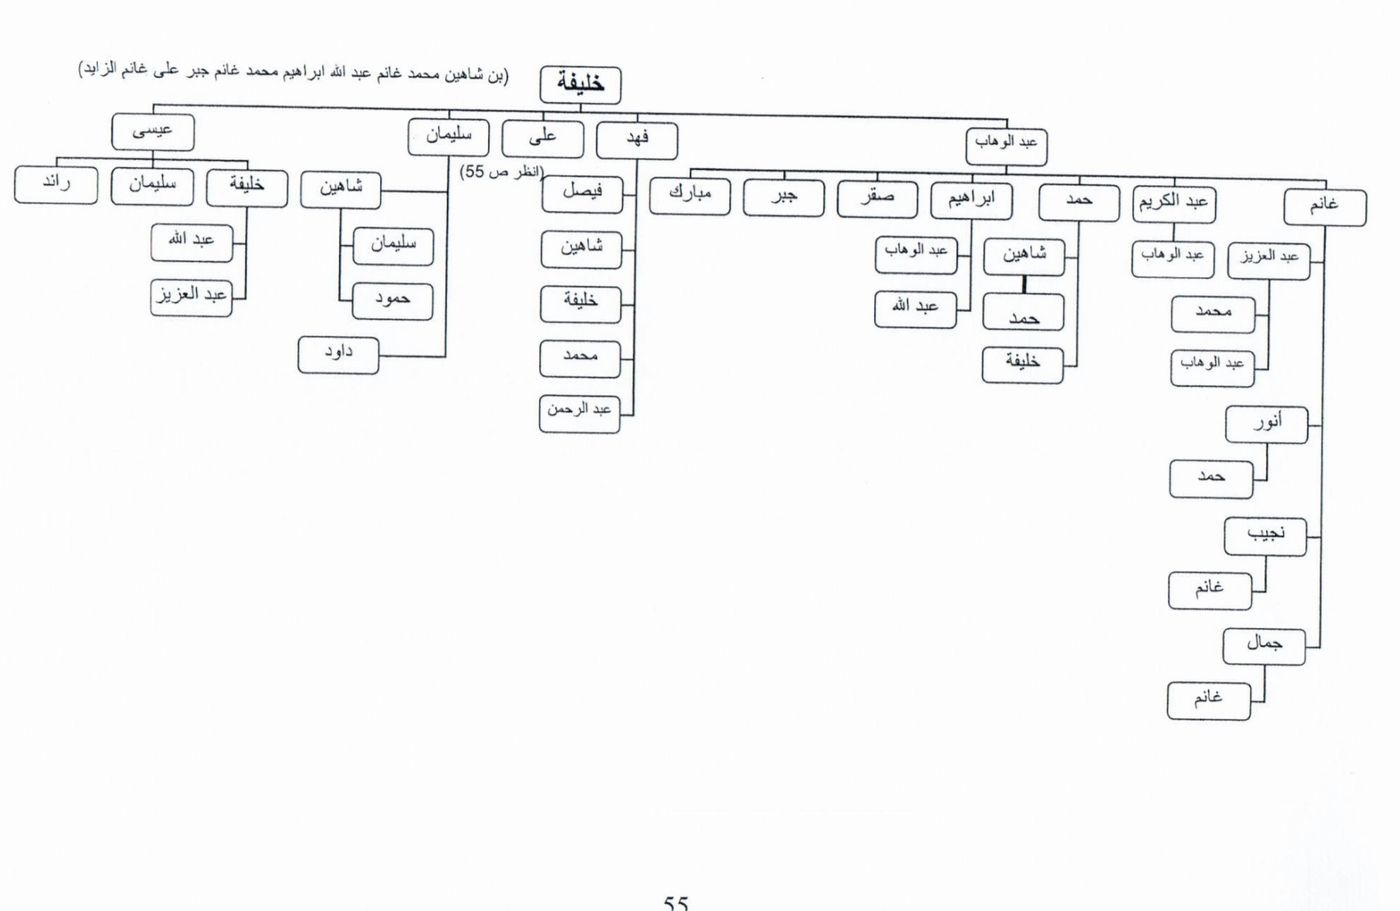 خليفة
(بن شاهين محمد غانم عبد الله ابراهيم محمد غانم جبر على غانم الزايد)
عبد الوهاب
فهد
على
سليمان
عيسى
(انظر ص 55)
غانم
عبد الكريم
حمد
ابراهيم
صقر
جبر
مبارك
فيصل
شاهين
خليفة
سليمان
رائد
عبد العزيز
عبد الوهاب
شاهين
عبد الوهاب
شاهين
سليمان
عبد الله
محمد
حمد
عبد الله
خليفة
حمود
عبد العزيز
عبد الوهاب
خليفة
محمد
داود
أنور
عبد الرحمن
حمد
نجيب
غانم
جمال
غانم
55